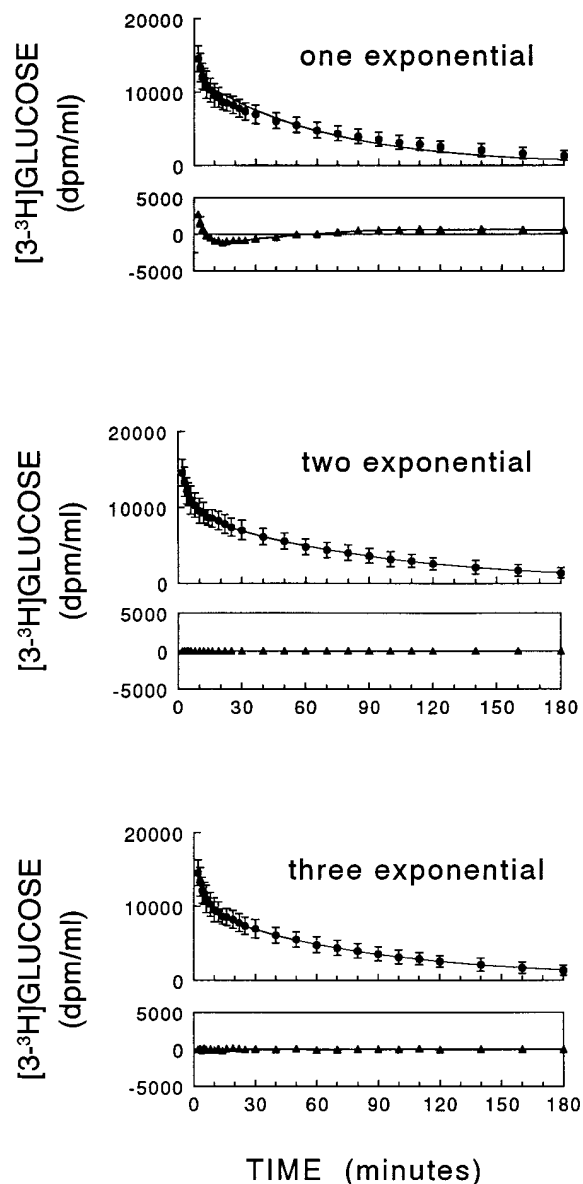 one exponential
20000
10000
0
[3-³H]GLUCOSE
(dpm/ml)
5000
0
-5000
two exponential
20000
10000
0
[3-³H]GLUCOSE
(dpm/ml)
5000
0
-5000
0 30 60 90 120 150 180
three exponential
20000
10000
0
[3-³H]GLUCOSE
(dpm/ml)
5000
0
-5000
0 30 60 90 120 150 180
TIME (minutes)